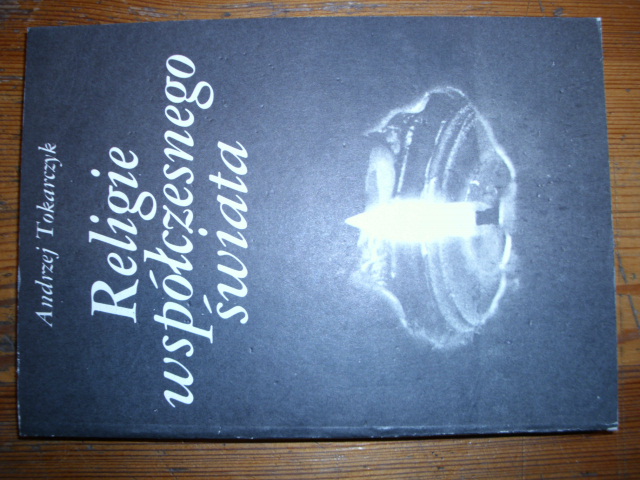 Andrzej Tokarczyk
Religie
współczesnego
świata